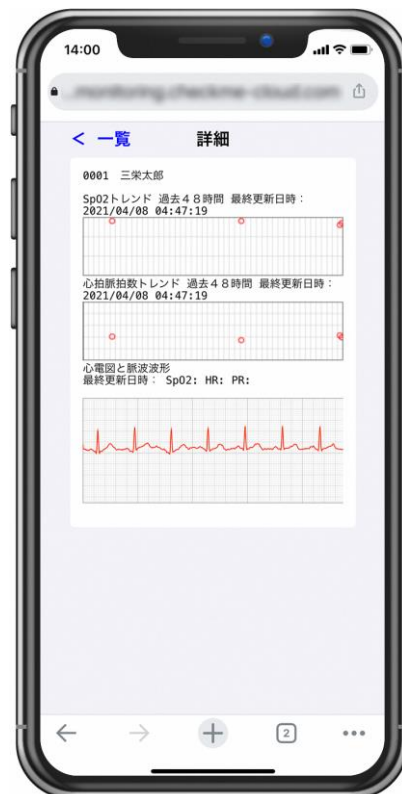 14:00
< 一覧
詳細
0001 三栄太郎
SpO2トレンド 過去４８時間 最終更新日時：
2021/04/08 04:47:19
心拍脈拍数トレンド 過去４８時間 最終更新日時：
2021/04/08 04:47:19
心電図と脈波波形
最終更新日時： SpO2: HR: PR:
2